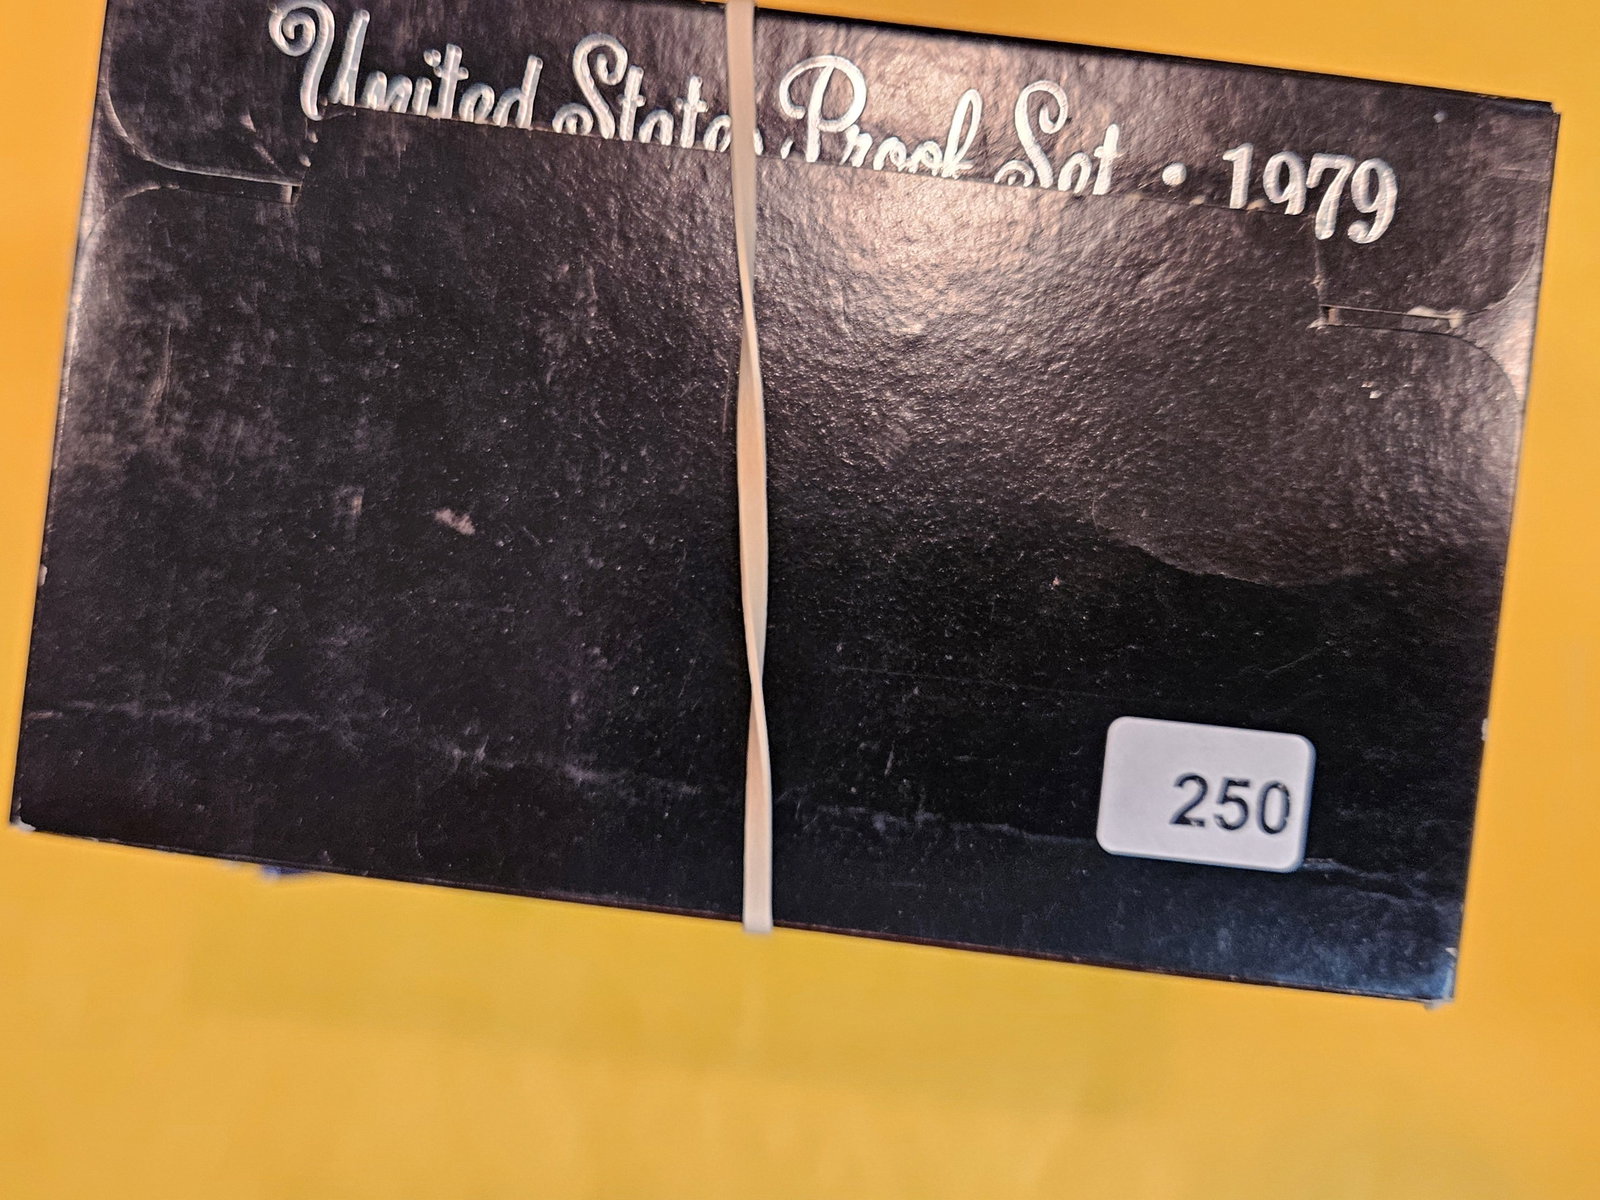 United States Proof Set • 1979
250